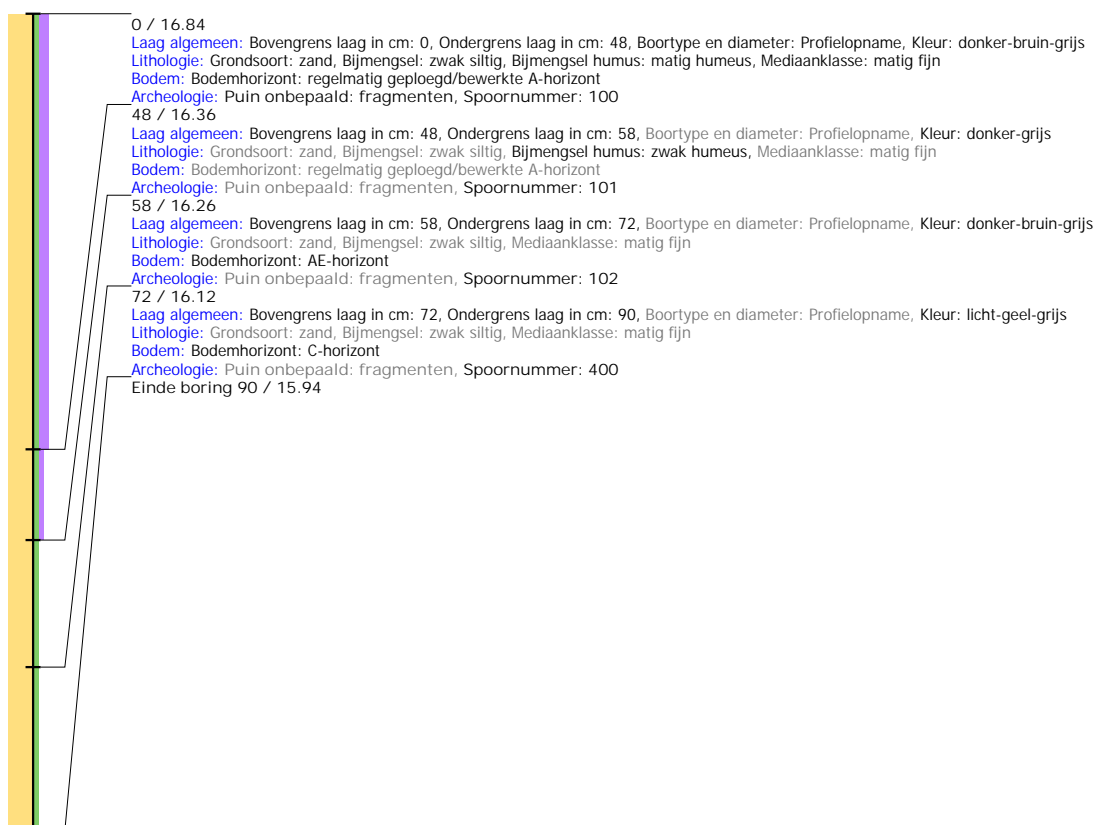 0 / 16.84
Laag algemeen: Bovengrens laag in cm: 0, Ondergrens laag in cm: 48, Boortype en diameter: Profielopname, Kleur: donker-bruin-grijs
Lithologie: Grondsoort: zand, Bijmengsel: zwak siltig, Bijmengsel humus: matig humeus, Mediaanklasse: matig fijn
Bodem: Bodemhorizont: regelmatig geploegd/bewerkte A-horizont
Archeologie: Puin onbepaald: fragmenten, Spoornummer: 100
48 / 16.36
Laag algemeen: Bovengrens laag in cm: 48, Ondergrens laag in cm: 58, Boortype en diameter: Profielopname, Kleur: donker-grijs
Lithologie: Grondsoort: zand, Bijmengsel: zwak siltig, Bijmengsel humus: zwak humeus, Mediaanklasse: matig fijn
Bodem: Bodemhorizont: regelmatig geploegd/bewerkte A-horizont
Archeologie: Puin onbepaald: fragmenten, Spoornummer: 101
58 / 16.26
Laag algemeen: Bovengrens laag in cm: 58, Ondergrens laag in cm: 72, Boortype en diameter: Profielopname, Kleur: donker-bruin-grijs
Lithologie: Grondsoort: zand, Bijmengsel: zwak siltig, Mediaanklasse: matig fijn
Bodem: Bodemhorizont: AE-horizont
Archeologie: Puin onbepaald: fragmenten, Spoornummer: 102
72 / 16.12
Laag algemeen: Bovengrens laag in cm: 72, Ondergrens laag in cm: 90, Boortype en diameter: Profielopname, Kleur: licht-geel-grijs
Lithologie: Grondsoort: zand, Bijmengsel: zwak siltig, Mediaanklasse: matig fijn
Bodem: Bodemhorizont: C-horizont
Archeologie: Puin onbepaald: fragmenten, Spoornummer: 400
Einde boring 90 / 15.94